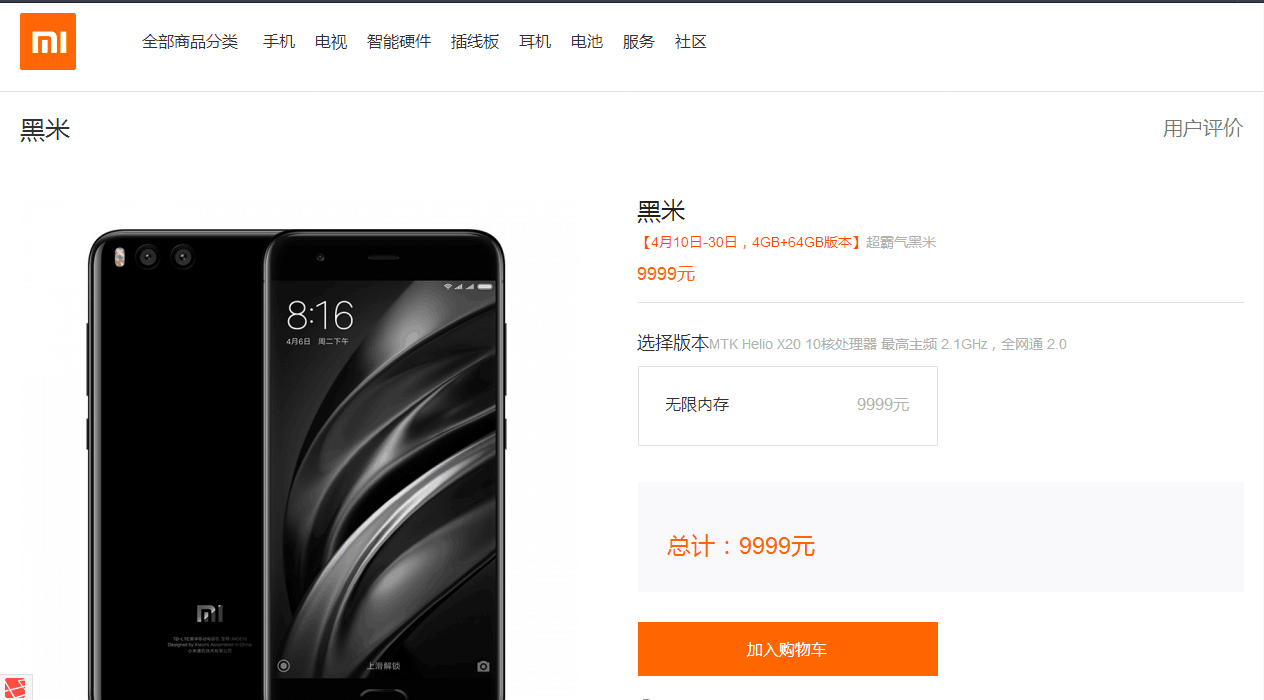 全部商品分类 手机 电视 智能硬件 插线板 耳机 电池 服务 社区
黑米
用户评价
8:16
4月6日 周二下午
上滑解锁
黑米
【4月10日-30日，4GB+64GB版本】超霸气黑米
9999元
选择版本MTK Helio X20 10核处理器 最高主频 2.1GHz，全网通 2.0
无限内存 9999元
总计：9999元
加入购物车